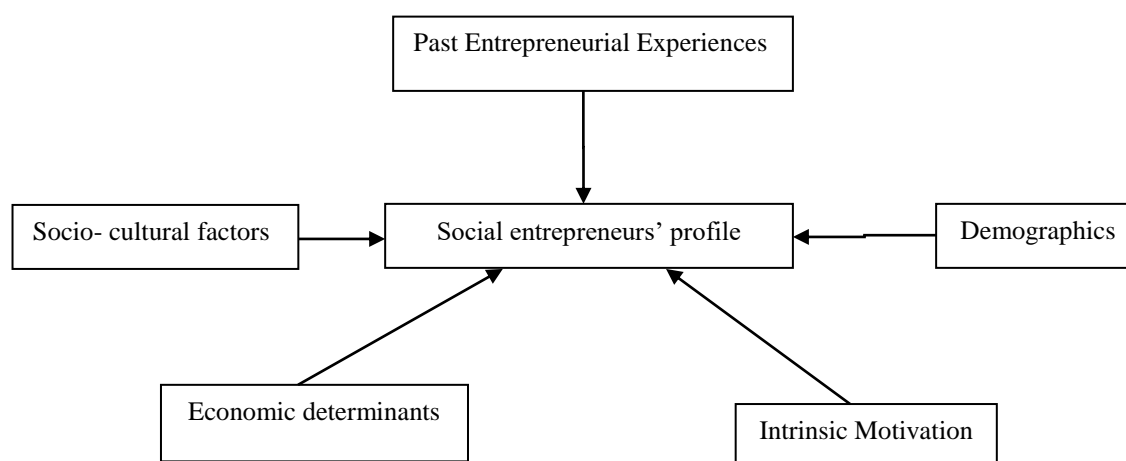 Past Entrepreneurial Experiences
Socio- cultural factors
Social entrepreneurs’ profile
Demographics
Economic determinants
Intrinsic Motivation